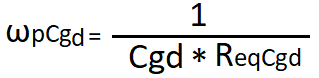 ωpCgd = 1 / Cgd * ReqCgd